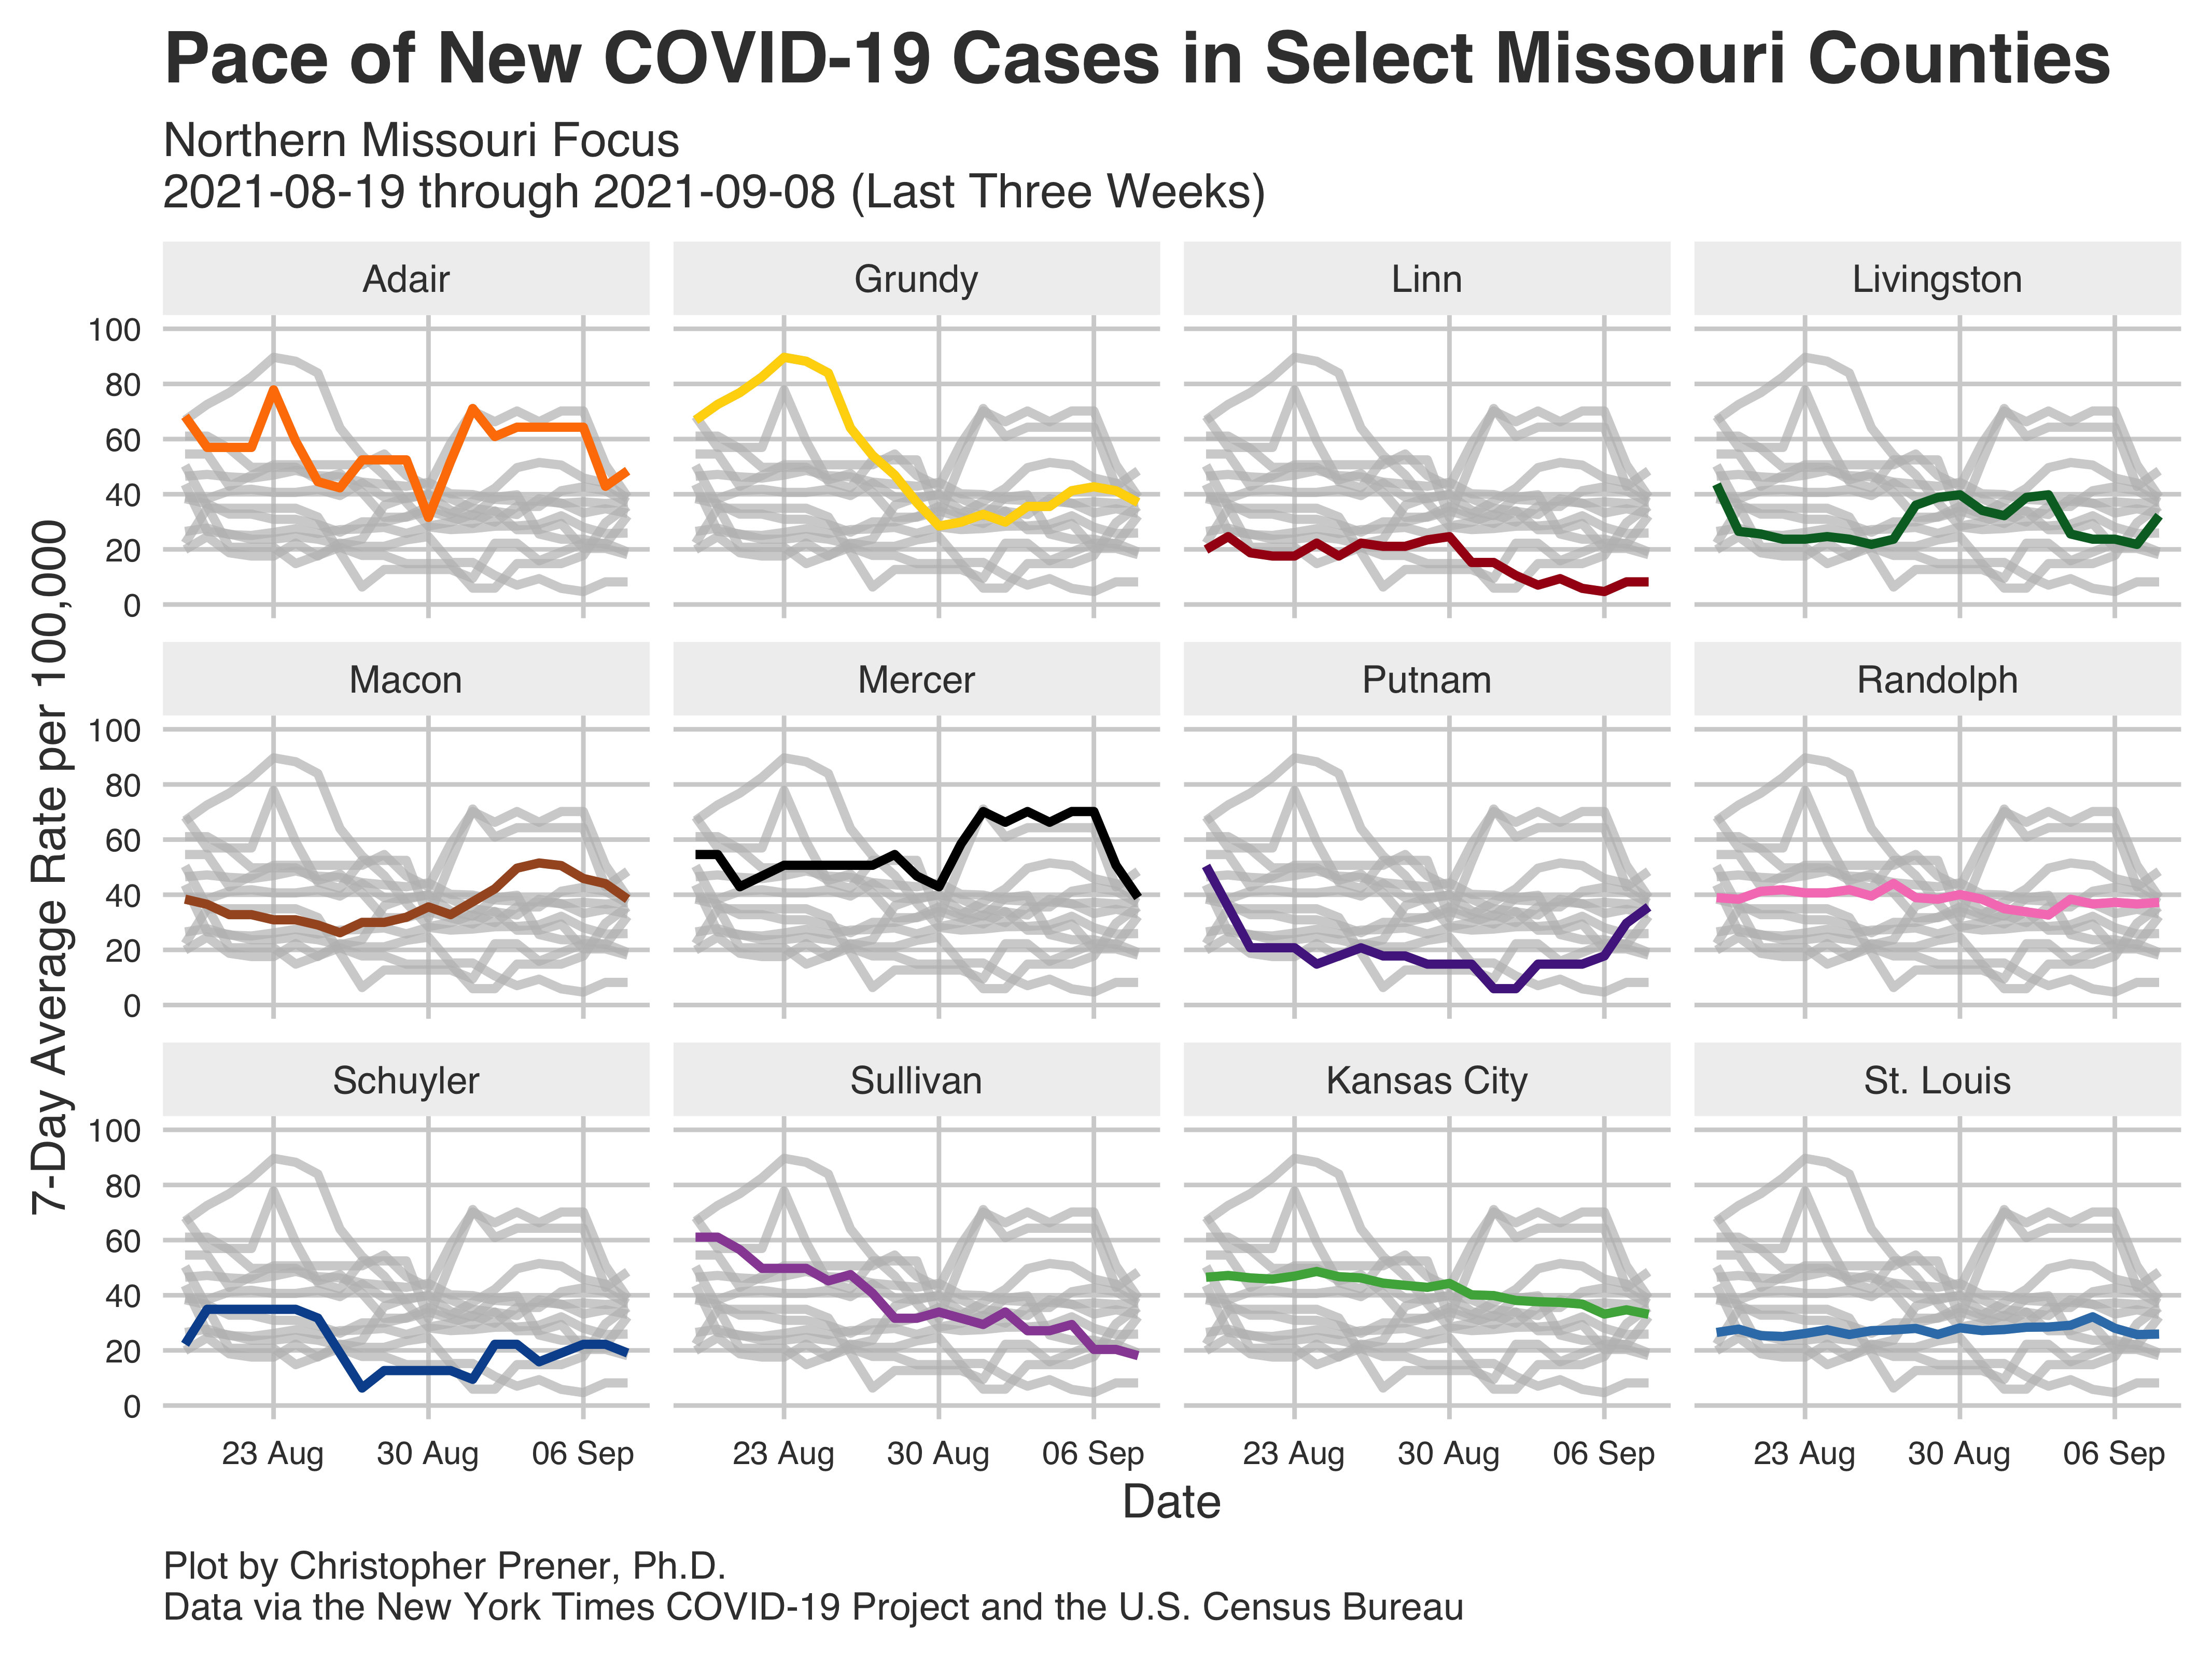 Pace of New COVID-19 Cases in Select Missouri Counties
Northern Missouri Focus
2021-08-19 through 2021-09-08 (Last Three Weeks)
7-Day Average Rate per 100,000
Adair
Grundy
Linn
Livingston
100
80
60
40
20
0
Macon
Mercer
Putnam
Randolph
100
80
60
40
20
0
Schuyler
Sullivan
Kansas City
St. Louis
100
80
60
40
20
0
23 Aug 30 Aug 06 Sep
23 Aug 30 Aug 06 Sep
23 Aug 30 Aug 06 Sep
23 Aug 30 Aug 06 Sep
Date
Plot by Christopher Prener, Ph.D.
Data via the New York Times COVID-19 Project and the U.S. Census Bureau